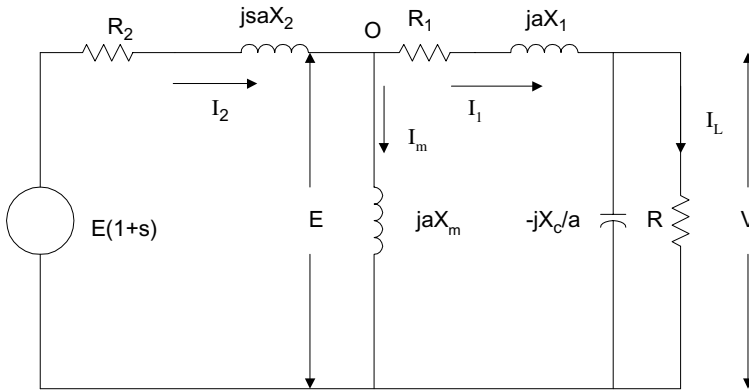 jsaX2
R2
O
R1
jaX1
I2
Im
I1
IL
E(1+s)
E
jaXm
-jXc/a
R
V